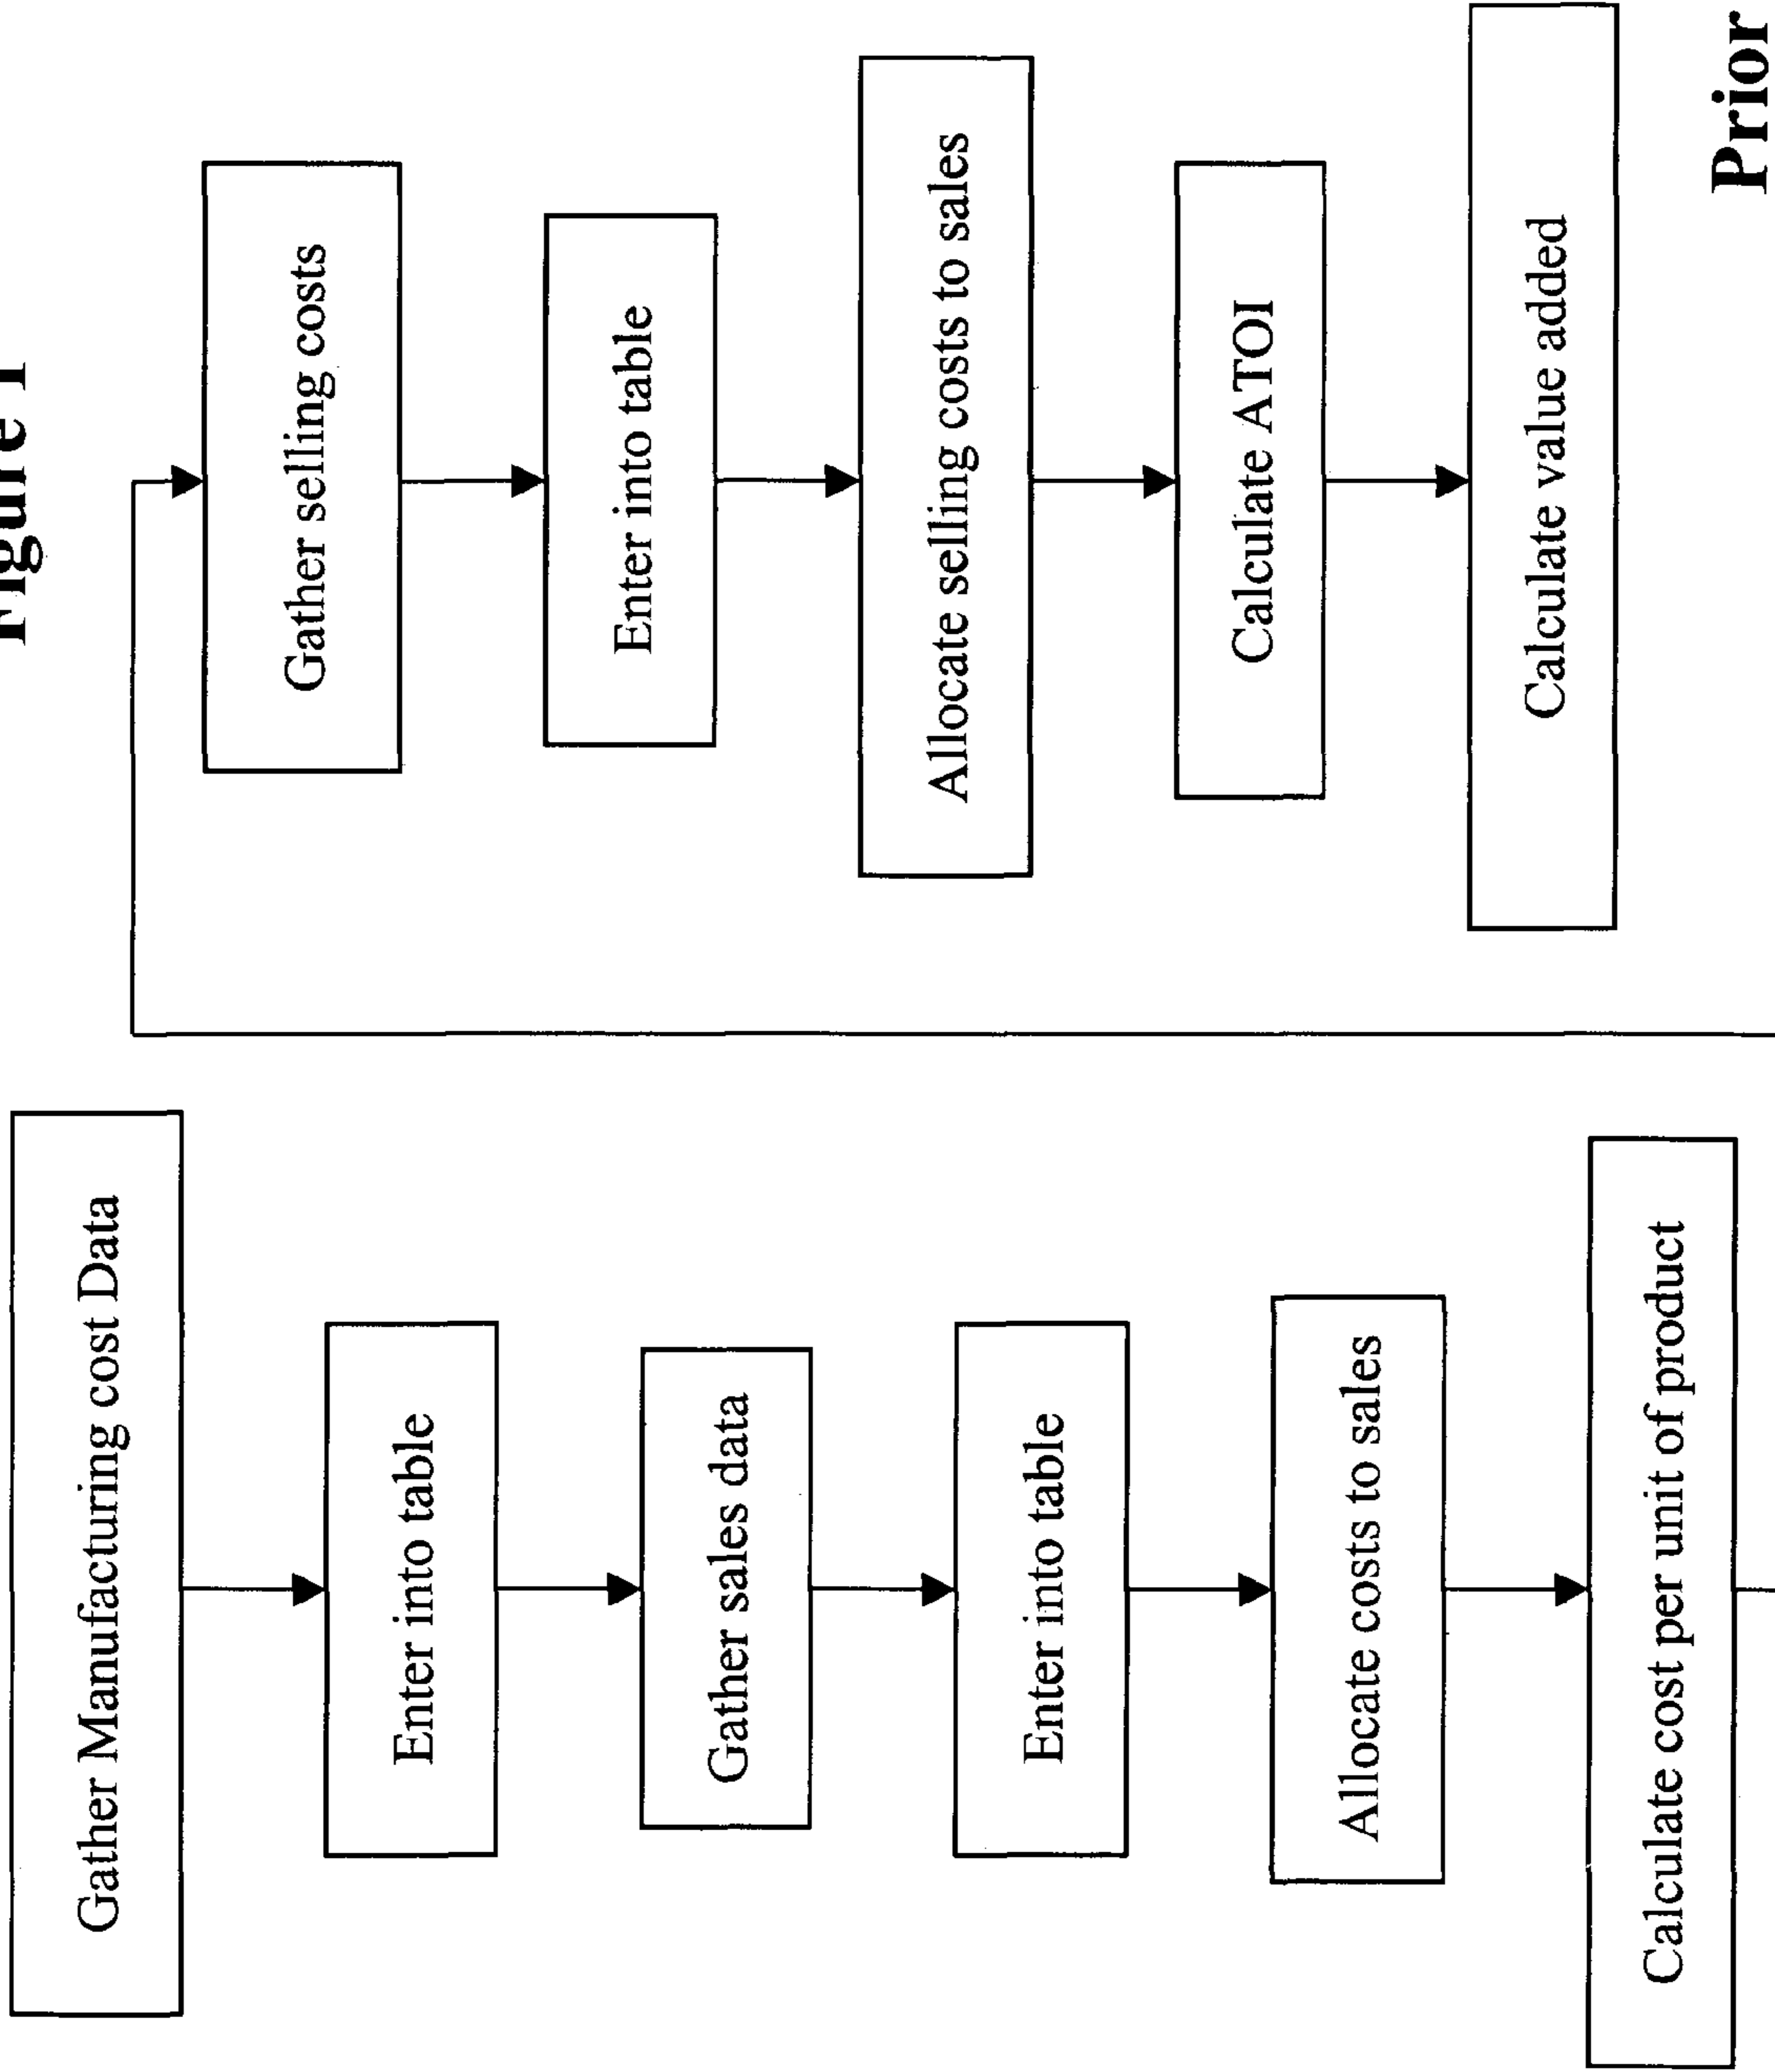 Figure 1
Gather Manufacturing cost Data
Enter into table
Gather sales data
Enter into table
Allocate costs to sales
Calculate cost per unit of product
Gather selling costs
Enter into table
Allocate selling costs to sales
Calculate ATOI
Calculate value added
Prior